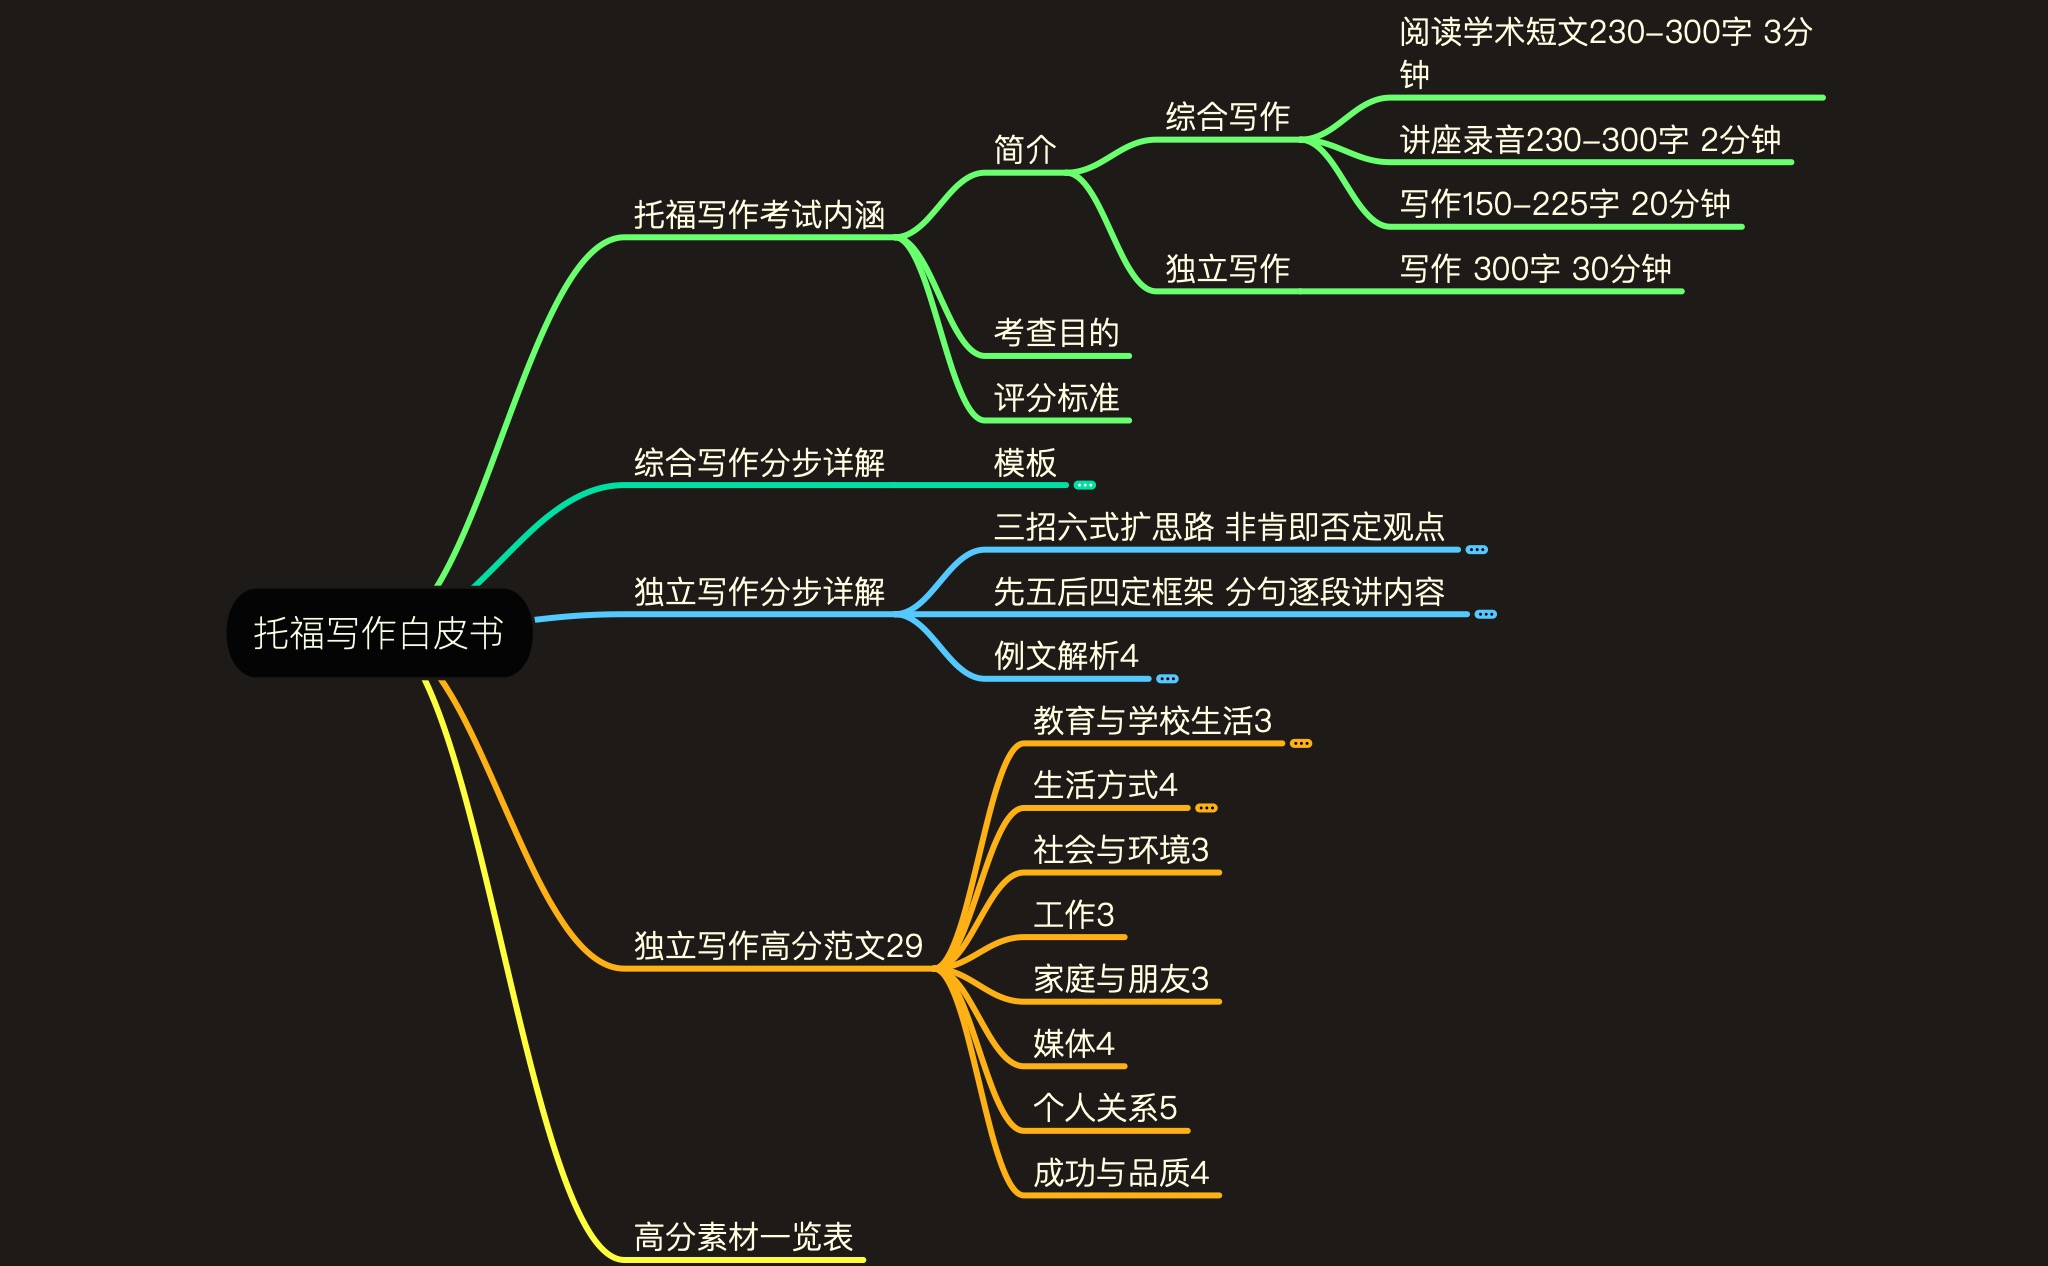 阅读学术短文230-300字 3分
钟
综合写作
讲座录音230-300字 2分钟
简介
写作150-225字 20分钟
托福写作考试内涵
独立写作
写作 300字 30分钟
考查目的
评分标准
综合写作分步详解
模板
三招六式扩思路 非肯即否定观点
独立写作分步详解
先五后四定框架 分句逐段讲内容
托福写作白皮书
例文解析4
教育与学校生活3
生活方式4
社会与环境3
工作3
独立写作高分范文29
家庭与朋友3
媒体4
个人关系5
成功与品质4
高分素材一览表